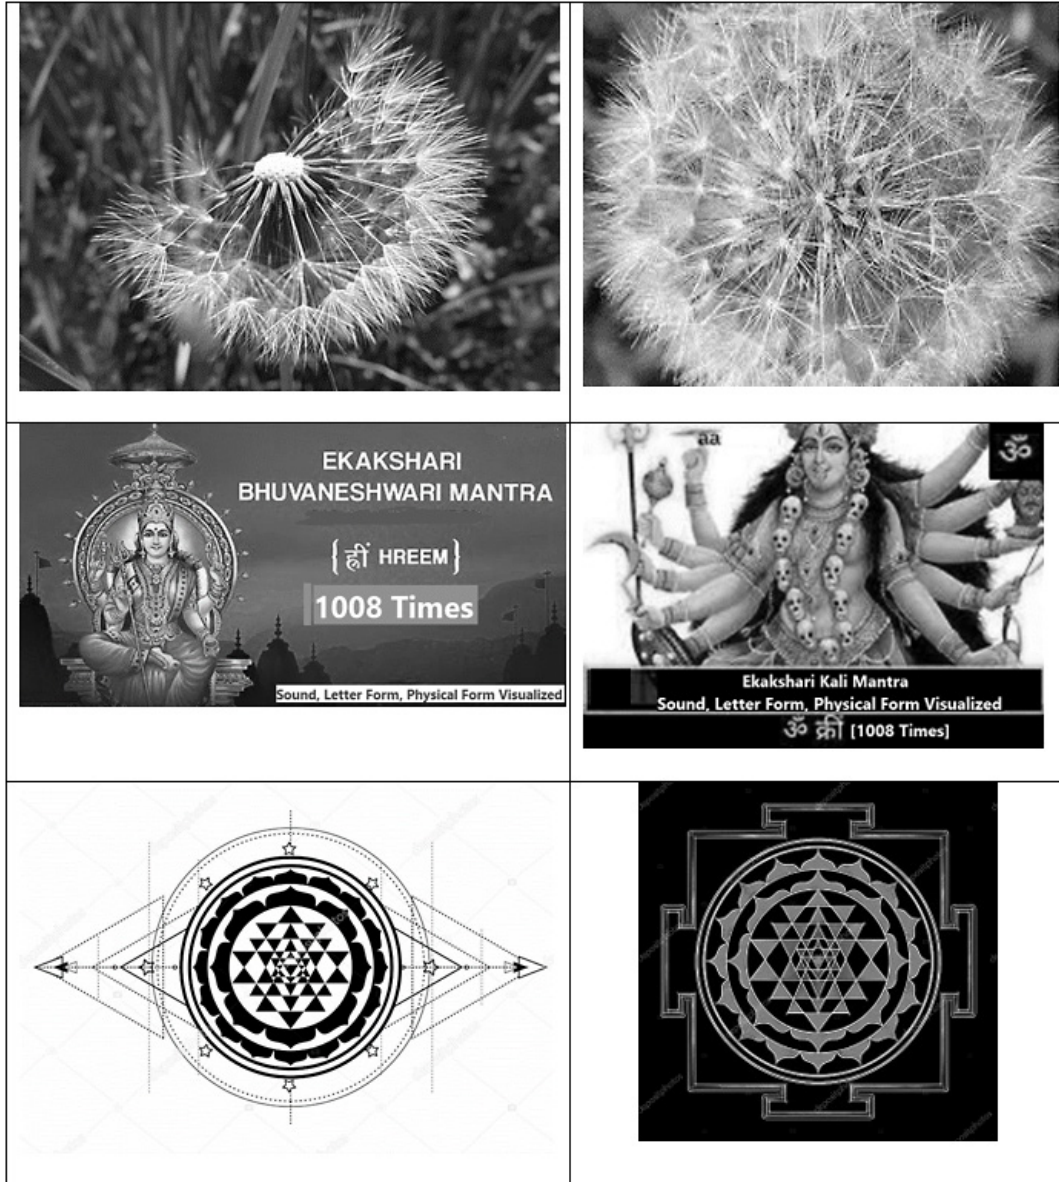 EKAKSHARI
BHUVANESHWARI MANTRA
{ह्रीं HREEM}
1008 Times
Sound, Letter Form, Physical Form Visualized
aa
ॐ
Ekakshari Kali Mantra
Sound, Letter Form, Physical Form Visualized
ॐ क्रीं [1008 Times]
depositphotos